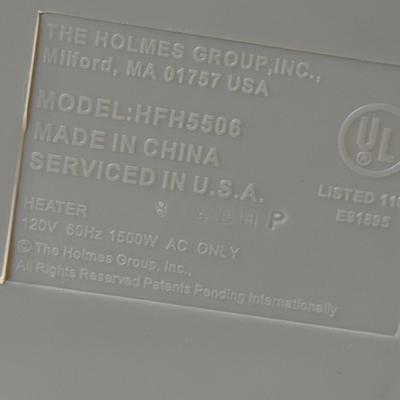 THE HOLMES GROUP,INC.,
Milford, MA 01757 USA
MODEL:HFH5506
MADE IN CHINA
SERVICED IN U.S.A.
UL
LISTED
E91895
HEATER P
120V 60Hz 1500W AC ONLY
© The Holmes Group, Inc.,
All Rights Reserved Patents Pending Internationally